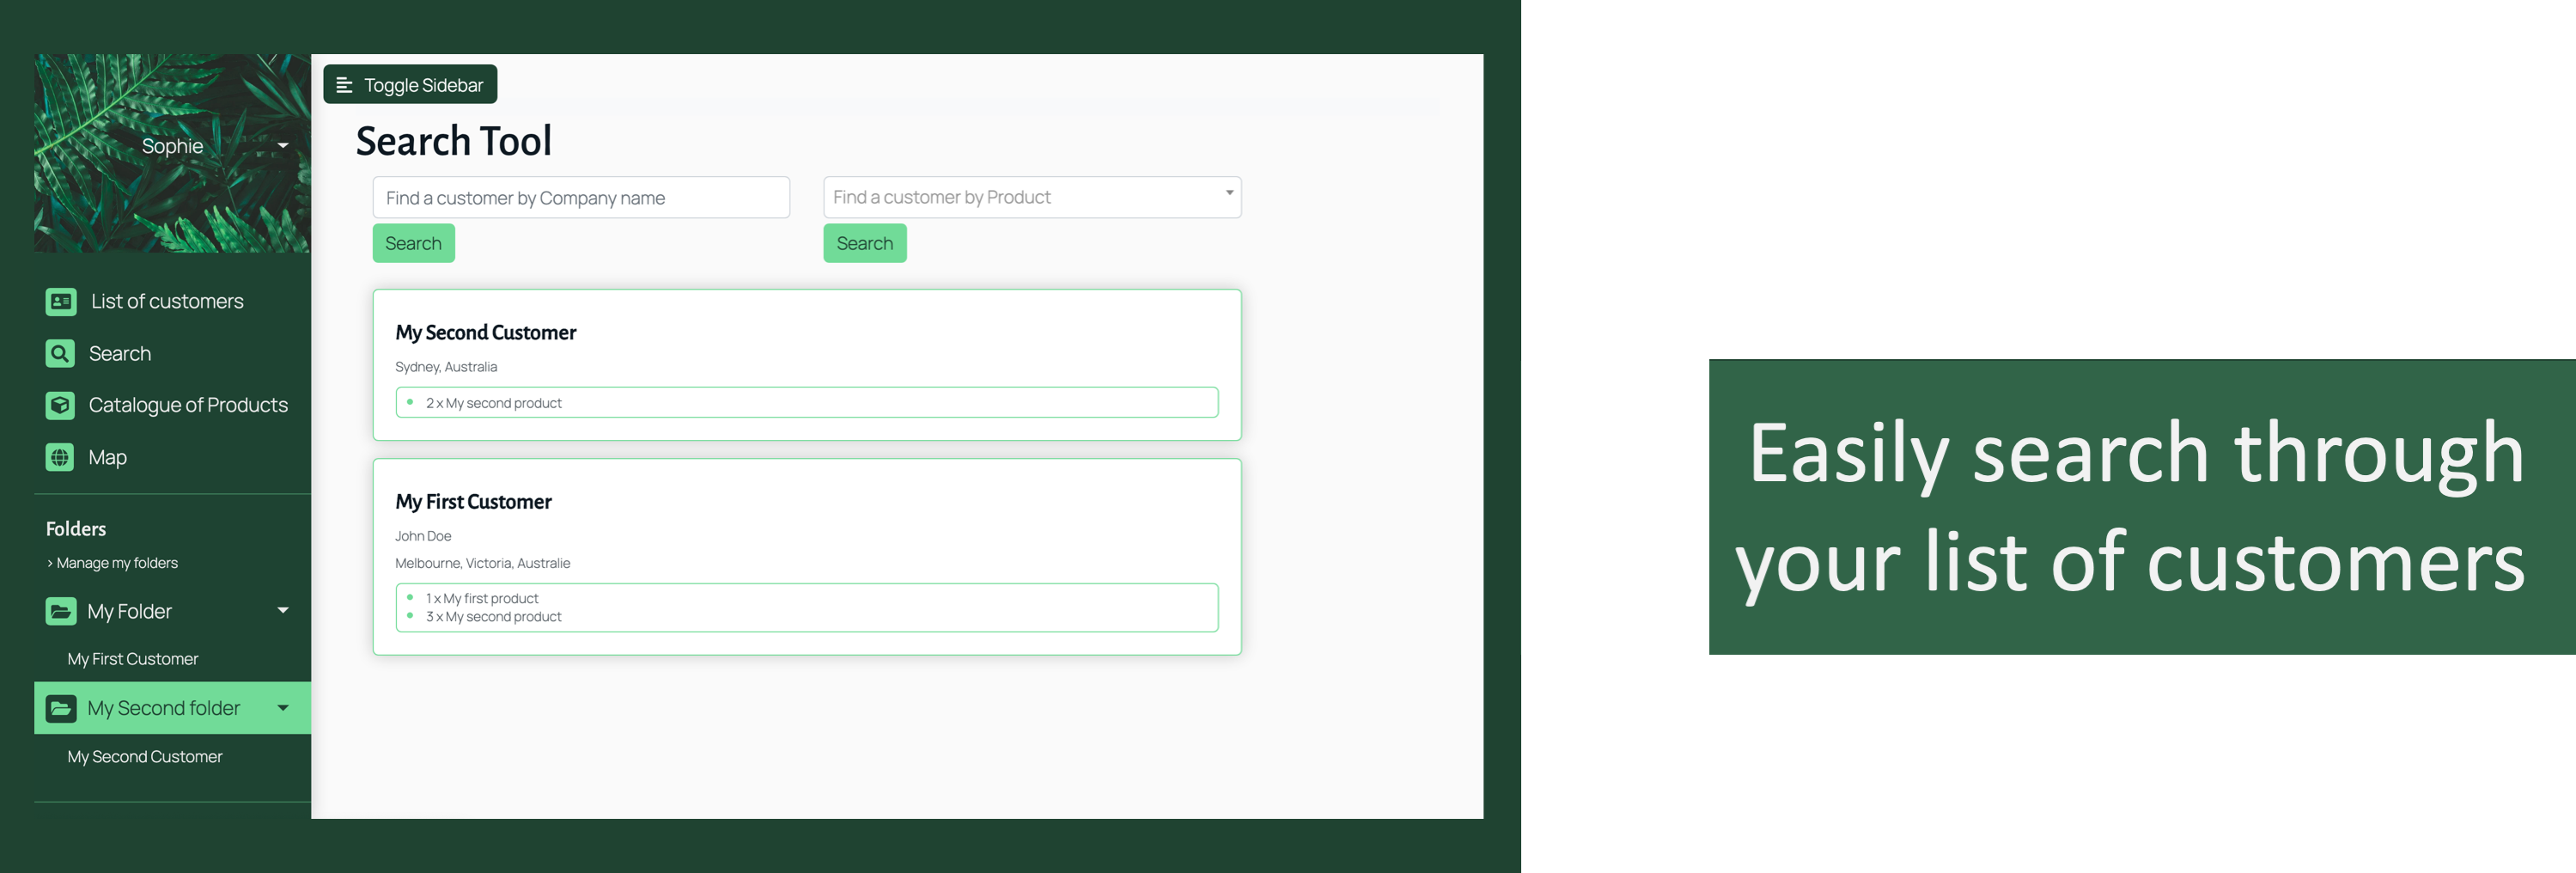 Sophie
List of customers
Search
Catalogue of Products
Map
Folders
> Manage my folders
My Folder
My First Customer
My Second folder
My Second Customer
Toggle Sidebar
Search Tool
Find a customer by Company name
Search
Find a customer by Product
Search
My Second Customer
Sydney, Australia
2 x My second product
My First Customer
John Doe
Melbourne, Victoria, Australie
1 x My first product
3 x My second product
Easily search through
your list of customers